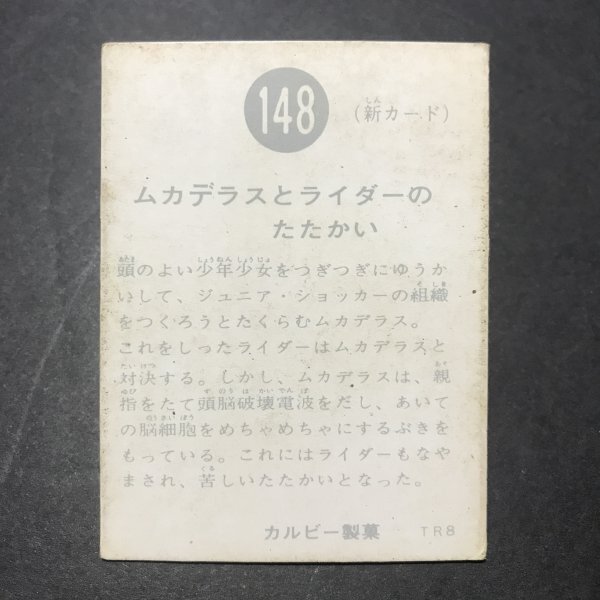 148
（新カード）
ムカデラスとライダーの
たたかい
頭のよい少年少女をつぎつぎにゆうか
いして、ジュニア・ショッカーの組織
をつくろうとたくらむムカデラス。
これをしったライダーはムカデラスと
対決する。しかし、ムカデラスは、親
指をたて頭脳破壊電波をだし、あいて
の脳細胞をめちゃめちゃにするぶきを
もっている。これにはライダーもなや
まされ、苦しいたたかいとなった。
カルビー製菓 TR8